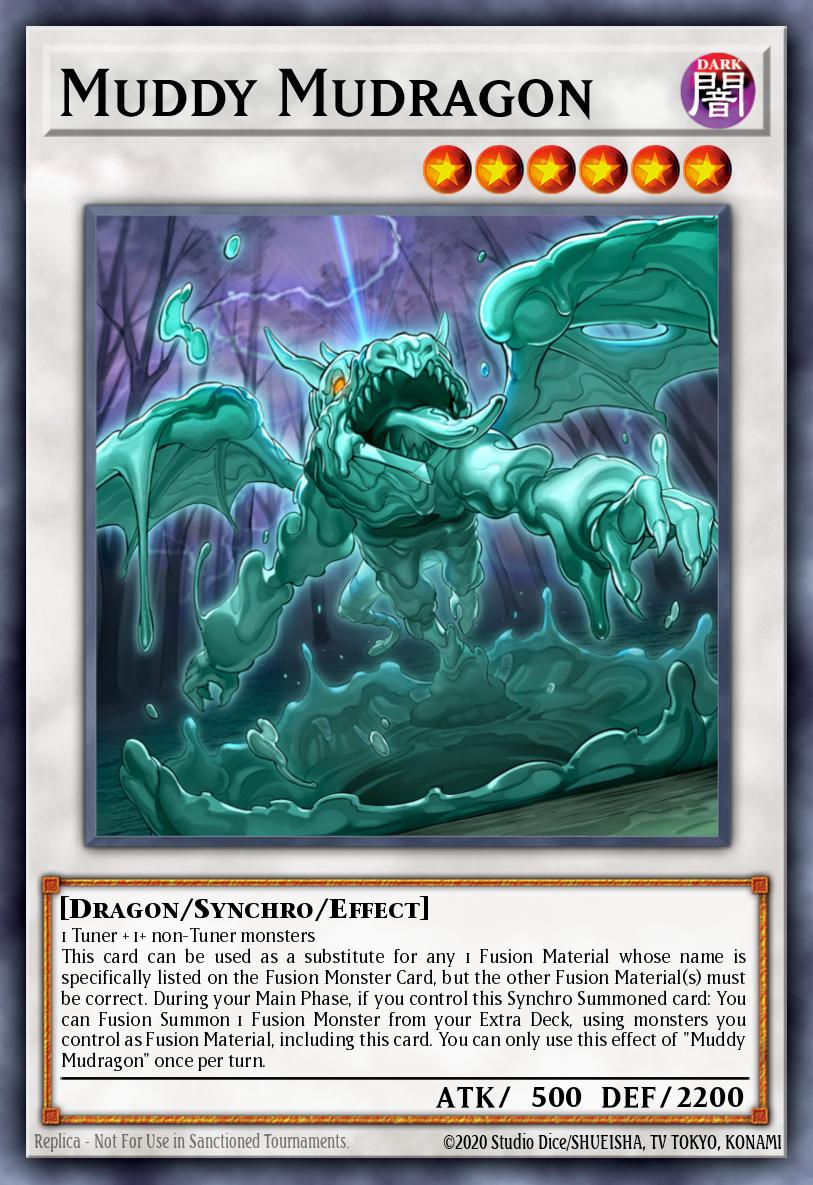 Muddy Mudragon
DARK
闇
[Dragon/Synchro/Effect]
1 Tuner + 1+ non-Tuner monsters
This card can be used as a substitute for any 1 Fusion Material whose name is
specifically listed on the Fusion Monster Card, but the other Fusion Material(s) must
be correct. During your Main Phase, if you control this Synchro Summoned card: You
can Fusion Summon 1 Fusion Monster from your Extra Deck, using monsters you
control as Fusion Material, including this card. You can only use this effect of "Muddy
Mudragon" once per turn.
ATK/ 500 DEF/2200
Replica - Not For Use in Sanctioned Tournaments.
©2020 Studio Dice/SHUEISHA, TV TOKYO, KONAMI